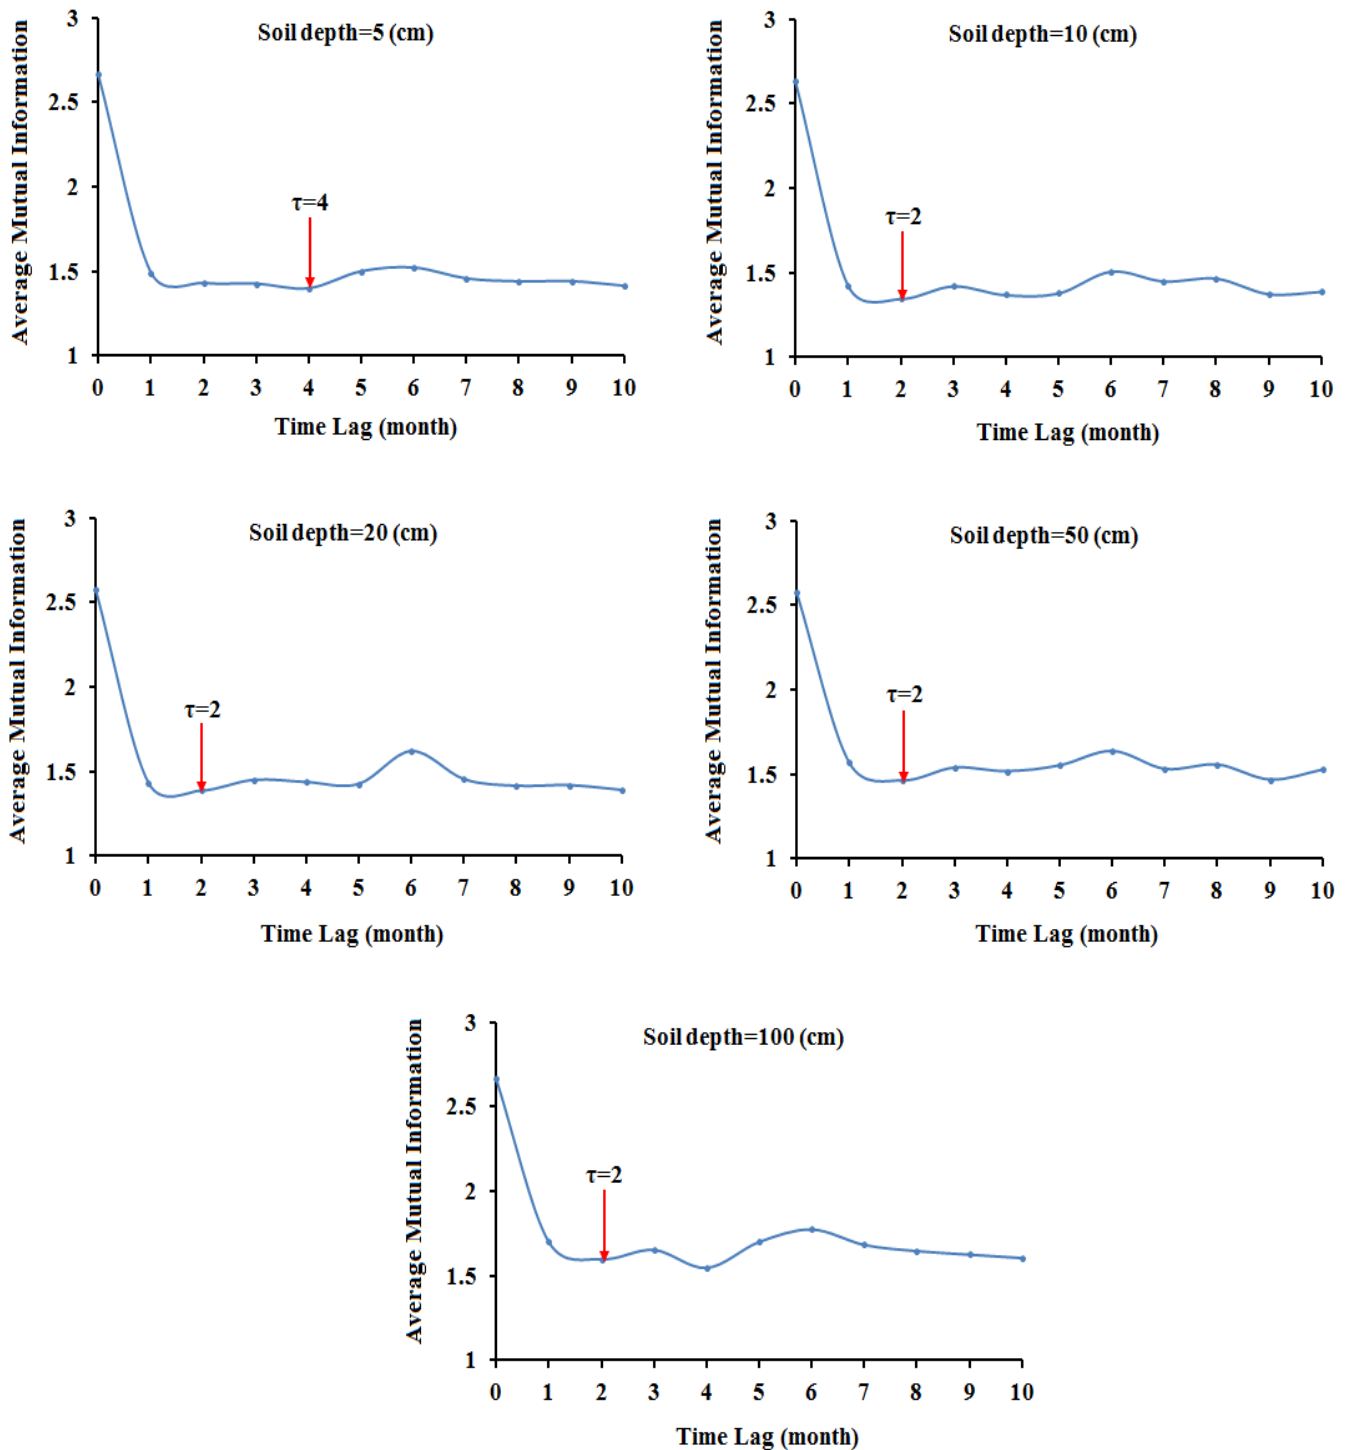 Soil depth=5 (cm)
Average Mutual Information
3
2.5
2
1.5
1
τ=4
0 1 2 3 4 5 6 7 8 9 10
Time Lag (month)
Soil depth=10 (cm)
Average Mutual Information
3
2.5
2
1.5
1
τ=2
0 1 2 3 4 5 6 7 8 9 10
Time Lag (month)
Soil depth=20 (cm)
Average Mutual Information
3
2.5
2
1.5
1
τ=2
0 1 2 3 4 5 6 7 8 9 10
Time Lag (month)
Soil depth=50 (cm)
Average Mutual Information
3
2.5
2
1.5
1
τ=2
0 1 2 3 4 5 6 7 8 9 10
Time Lag (month)
Soil depth=100 (cm)
Average Mutual Information
3
2.5
2
1.5
1
τ=2
0 1 2 3 4 5 6 7 8 9 10
Time Lag (month)